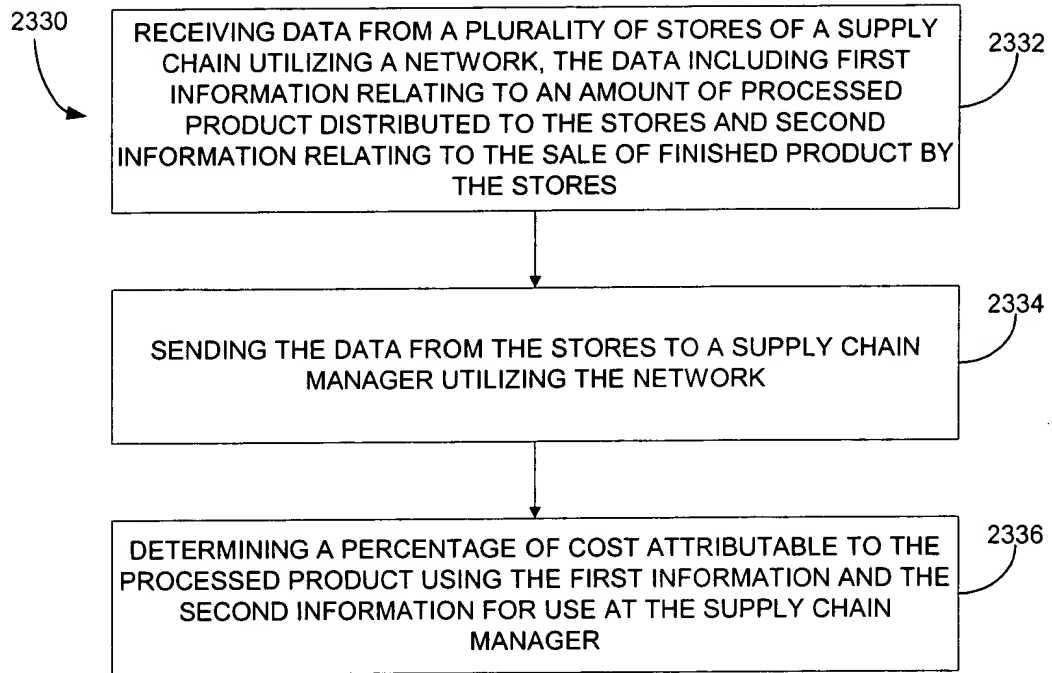 2330
RECEIVING DATA FROM A PLURALITY OF STORES OF A SUPPLY
CHAIN UTILIZING A NETWORK, THE DATA INCLUDING FIRST
INFORMATION RELATING TO AN AMOUNT OF PROCESSED
PRODUCT DISTRIBUTED TO THE STORES AND SECOND
INFORMATION RELATING TO THE SALE OF FINISHED PRODUCT BY
THE STORES
2332
SENDING THE DATA FROM THE STORES TO A SUPPLY CHAIN
MANAGER UTILIZING THE NETWORK
2334
DETERMINING A PERCENTAGE OF COST ATTRIBUTABLE TO THE
PROCESSED PRODUCT USING THE FIRST INFORMATION AND THE
SECOND INFORMATION FOR USE AT THE SUPPLY CHAIN
MANAGER
2336